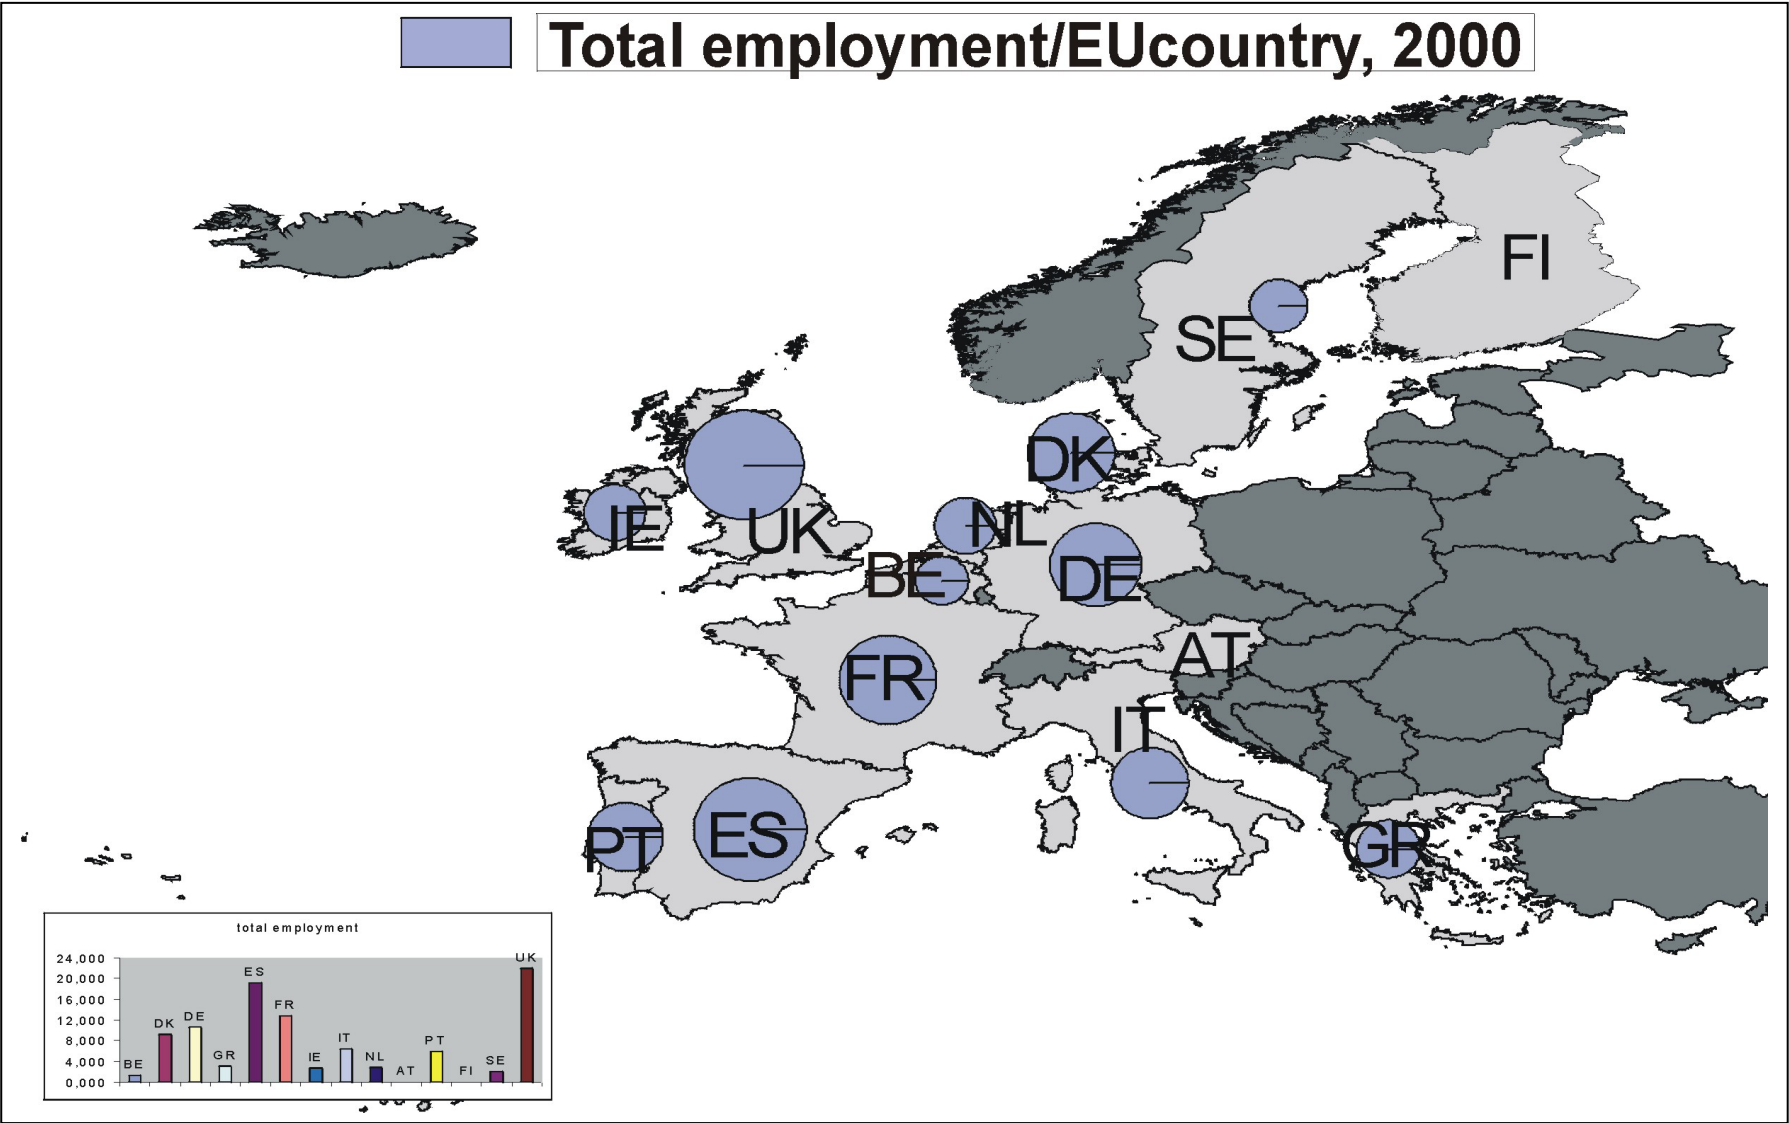 Total employment/EUcountry, 2000
FI
SE
DK
IE
UK
NL
BE
DE
AT
FR
IT
PT
ES
GR
total employment
24,000
20,000
16,000
12,000
8,000
4,000
0,000
BE
DK
DE
GR
ES
FR
IE
IT
NL
AT
PT
FI
SE
UK